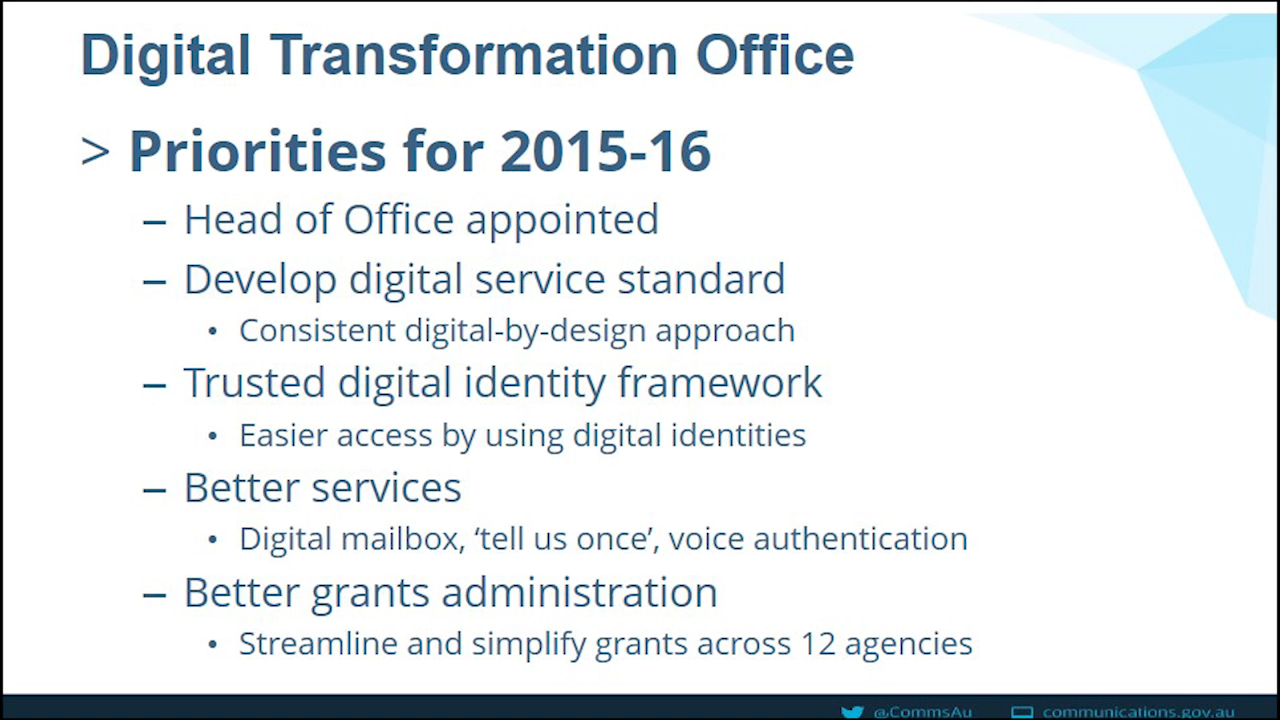 Digital Transformation Office
> Priorities for 2015-16
– Head of Office appointed
– Develop digital service standard
• Consistent digital-by-design approach
– Trusted digital identity framework
• Easier access by using digital identities
– Better services
• Digital mailbox, ‘tell us once’, voice authentication
– Better grants administration
• Streamline and simplify grants across 12 agencies
@CommsAu communications.gov.au